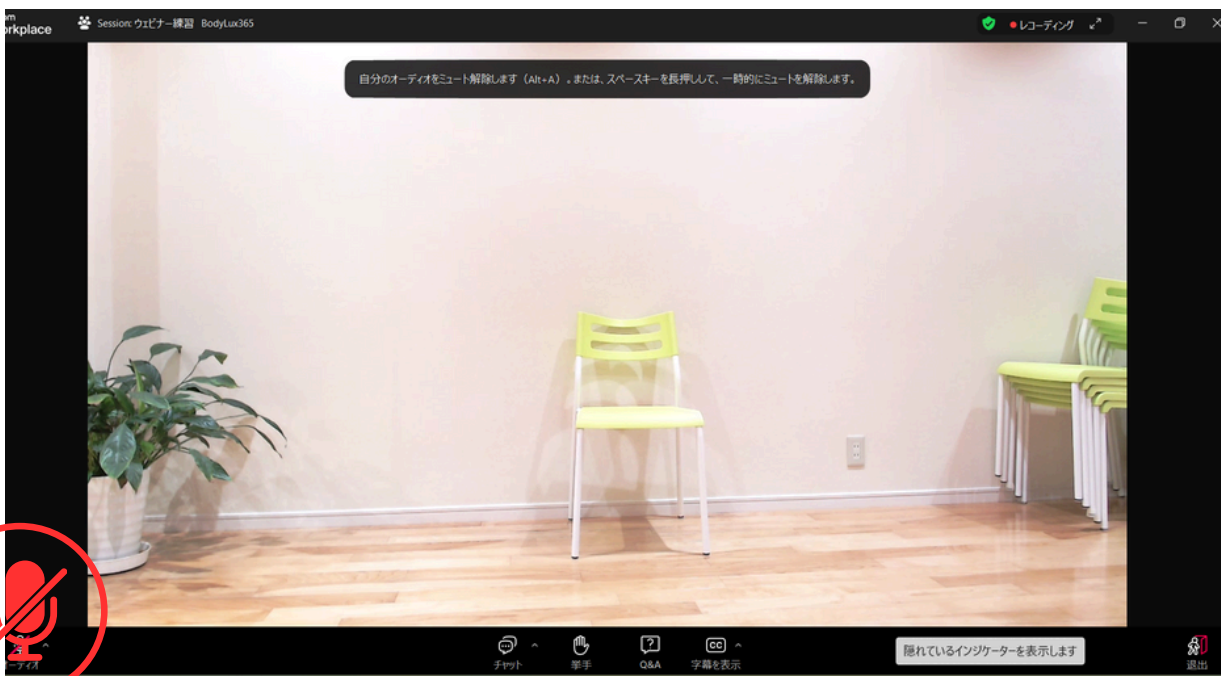 orkplace
Session: ウェビナー練習 BodyLux365
レコーディング
自分のオーディオをミュート解除します（Alt+A）。または、スペースキーを長押しして、一時的にミュートを解除します。
チャット
挙手
Q&A
CC
字幕を表示
隠れているインジケーターを表示します
退出